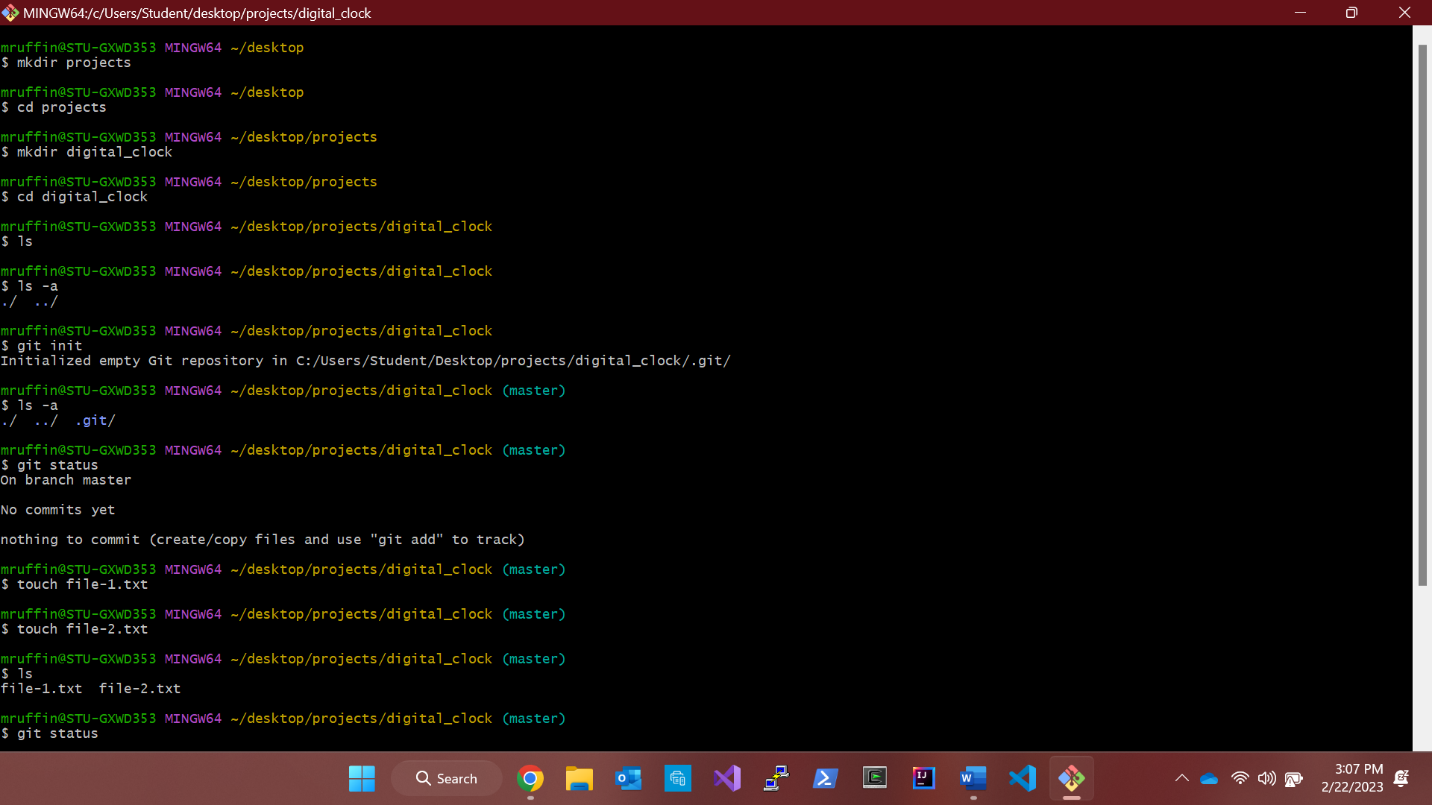 MINGW64:/c/Users/Student/desktop/projects/digital_clock
mruffin@STU-GXWD353 MINGW64 ~/desktop
$ mkdir projects
mruffin@STU-GXWD353 MINGW64 ~/desktop
$ cd projects
mruffin@STU-GXWD353 MINGW64 ~/desktop/projects
$ mkdir digital_clock
mruffin@STU-GXWD353 MINGW64 ~/desktop/projects
$ cd digital_clock
mruffin@STU-GXWD353 MINGW64 ~/desktop/projects/digital_clock
$ ls
mruffin@STU-GXWD353 MINGW64 ~/desktop/projects/digital_clock
$ ls -a
./  ../
mruffin@STU-GXWD353 MINGW64 ~/desktop/projects/digital_clock
$ git init
Initialized empty Git repository in C:/Users/Student/Desktop/projects/digital_clock/.git/
mruffin@STU-GXWD353 MINGW64 ~/desktop/projects/digital_clock (master)
$ ls -a
./  ../  .git/
mruffin@STU-GXWD353 MINGW64 ~/desktop/projects/digital_clock (master)
$ git status
On branch master
No commits yet
nothing to commit (create/copy files and use "git add" to track)
mruffin@STU-GXWD353 MINGW64 ~/desktop/projects/digital_clock (master)
$ touch file-1.txt
mruffin@STU-GXWD353 MINGW64 ~/desktop/projects/digital_clock (master)
$ touch file-2.txt
mruffin@STU-GXWD353 MINGW64 ~/desktop/projects/digital_clock (master)
$ ls
file-1.txt  file-2.txt
mruffin@STU-GXWD353 MINGW64 ~/desktop/projects/digital_clock (master)
$ git status
Search
3:07 PM
2/22/2023